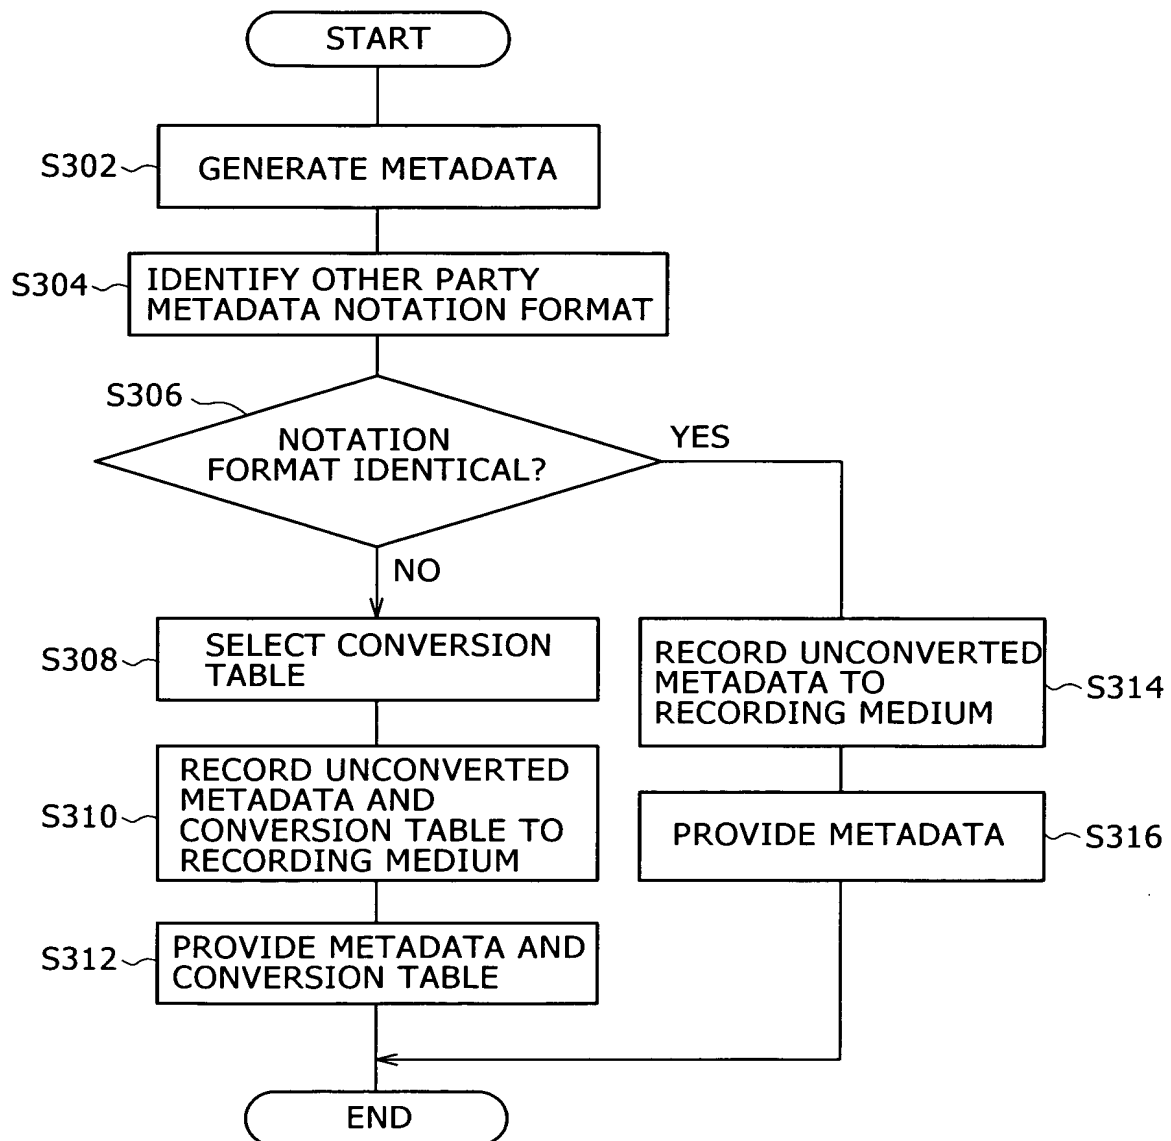 START
S302
GENERATE METADATA
S304
IDENTIFY OTHER PARTY
METADADA NOTATION FORMAT
S306
NOTATION
FORMAT IDENTICAL?
YES
NO
S308
SELECT CONVERSION
TABLE
S310
RECORD UNCONVERTED
METADATA AND
CONVERSION TABLE TO
RECORDING MEDIUM
S312
PROVIDE METADATA AND
CONVERSION TABLE
RECORD UNCONVERTED
METADATA TO
RECORDING MEDIUM
S314
PROVIDE METADATA
S316
END